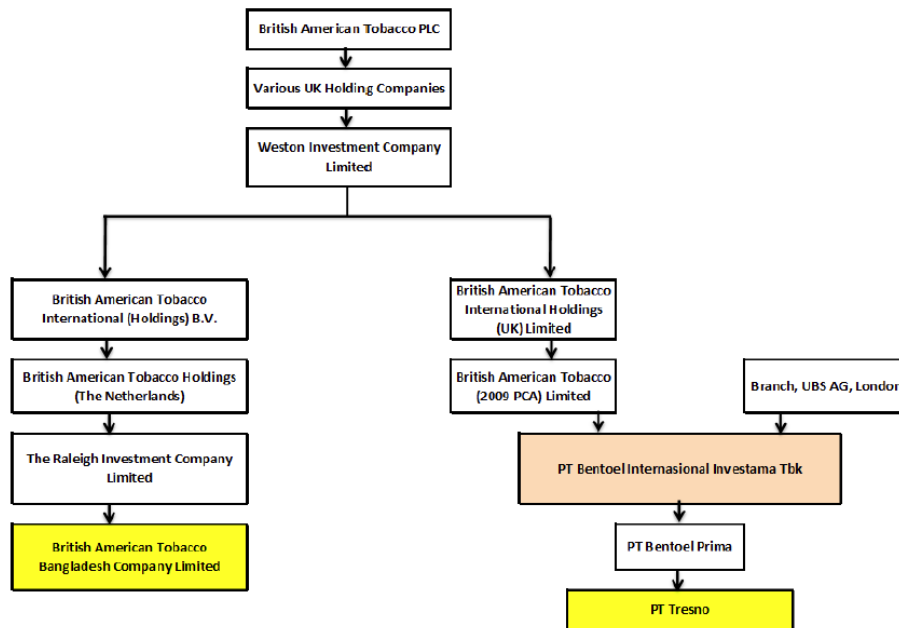 British American Tobacco PLC
Various UK Holding Companies
Weston Investment Company
Limited
British American Tobacco
International (Holdings) B.V.
British American Tobacco
International Holdings
(UK) Limited
British American Tobacco Holdings
(The Netherlands)
British American Tobacco
(2009 PCA) Limited
Branch, UBS AG, London
The Raleigh Investment Company
Limited
PT Bentoel Internasional Investama Tbk
British American Tobacco
Bangladesh Company Limited
PT Bentoel Prima
PT Tresno